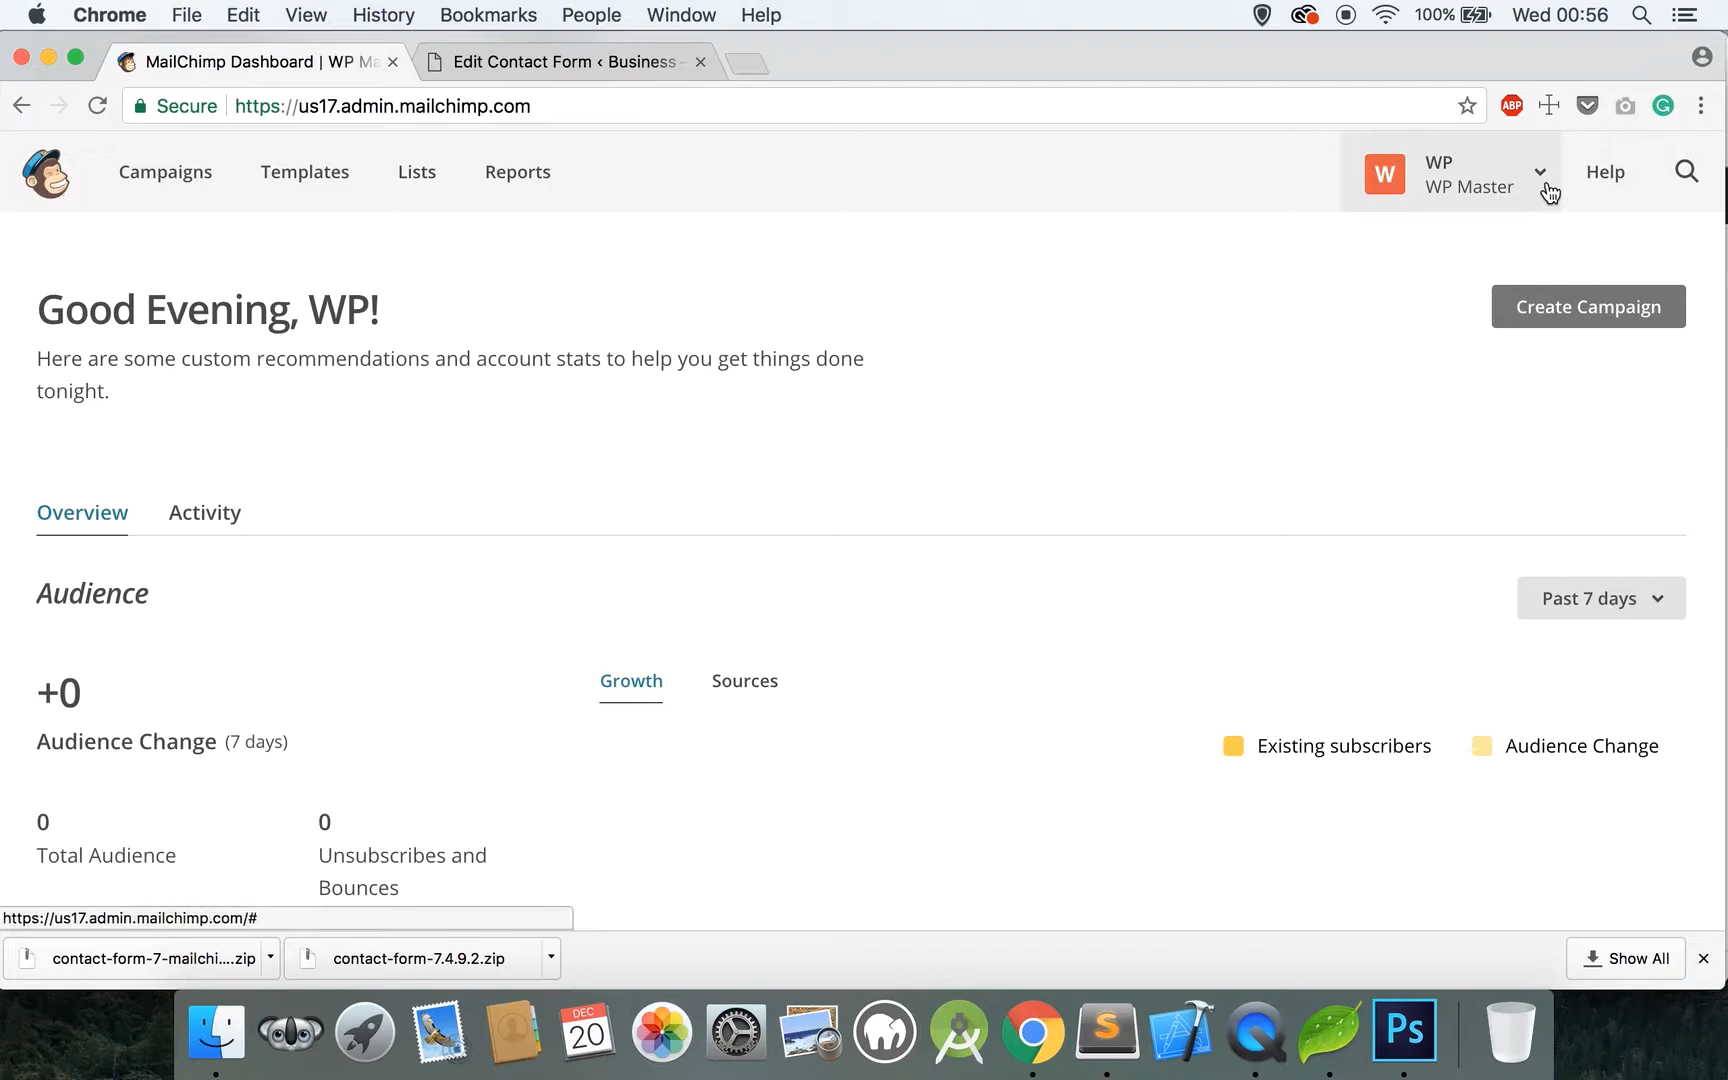 Chrome File Edit View History Bookmarks People Window Help 100% Wed 00:56
MailChimp Dashboard | WP Ma Edit Contact Form ‹ Business -
Secure https://us17.admin.mailchimp.com ABP G
Campaigns Templates Lists Reports W WP Help
WP Master
Good Evening, WP!
Create Campaign
Here are some custom recommendations and account stats to help you get things done
tonight.
Overview Activity
Audience
Past 7 days
+0
Growth Sources
Audience Change (7 days)
Existing subscribers Audience Change
0 0
Total Audience Unsubscribes and
Bounces
https://us17.admin.mailchimp.com/#
contact-form-7-mailchi....zip contact-form-7.4.9.2.zip Show All
DEC
20
S
Ps